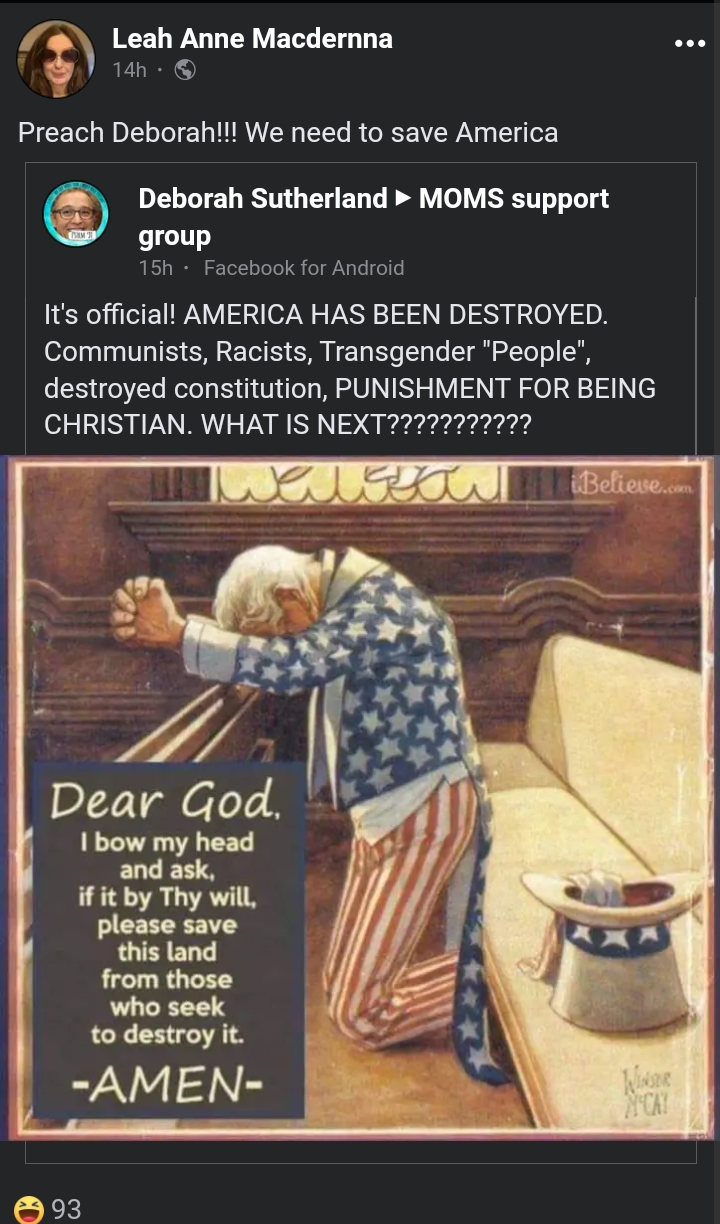 Leah Anne Macdernna
14h ·
Preach Deborah!!! We need to save America
Deborah Sutherland ▶ MOMS support
group
15h · Facebook for Android
It's official! AMERICA HAS BEEN DESTROYED.
Communists, Racists, Transgender "People",
destroyed constitution, PUNISHMENT FOR BEING
CHRISTIAN. WHAT IS NEXT???????????
iBelieve.com
Dear God,
I bow my head
and ask,
if it by Thy will,
please save
this land
from those
who seek
to destroy it.
-AMEN-
WINSOR
McCAY
93